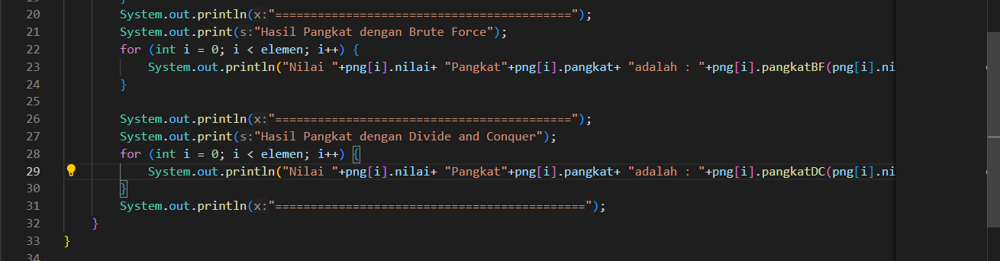 20 System.out.println(x:"==========================================");
21 System.out.print(s:"Hasil Pangkat dengan Brute Force");
22 for (int i = 0; i < elemen; i++) {
23 System.out.println("Nilai "+png[i].nilai+ "Pangkat"+png[i].pangkat+ "adalah : "+png[i].pangkatBF(png[i].ni
24 }
25
26 System.out.println(x:"==========================================");
27 System.out.print(s:"Hasil Pangkat dengan Divide and Conquer");
28 for (int i = 0; i < elemen; i++) {
29 System.out.println("Nilai "+png[i].nilai+ "Pangkat"+png[i].pangkat+ "adalah : "+png[i].pangkatDC(png[i].ni
30 }
31 System.out.println(x:"============================================");
32 }
33 }
34